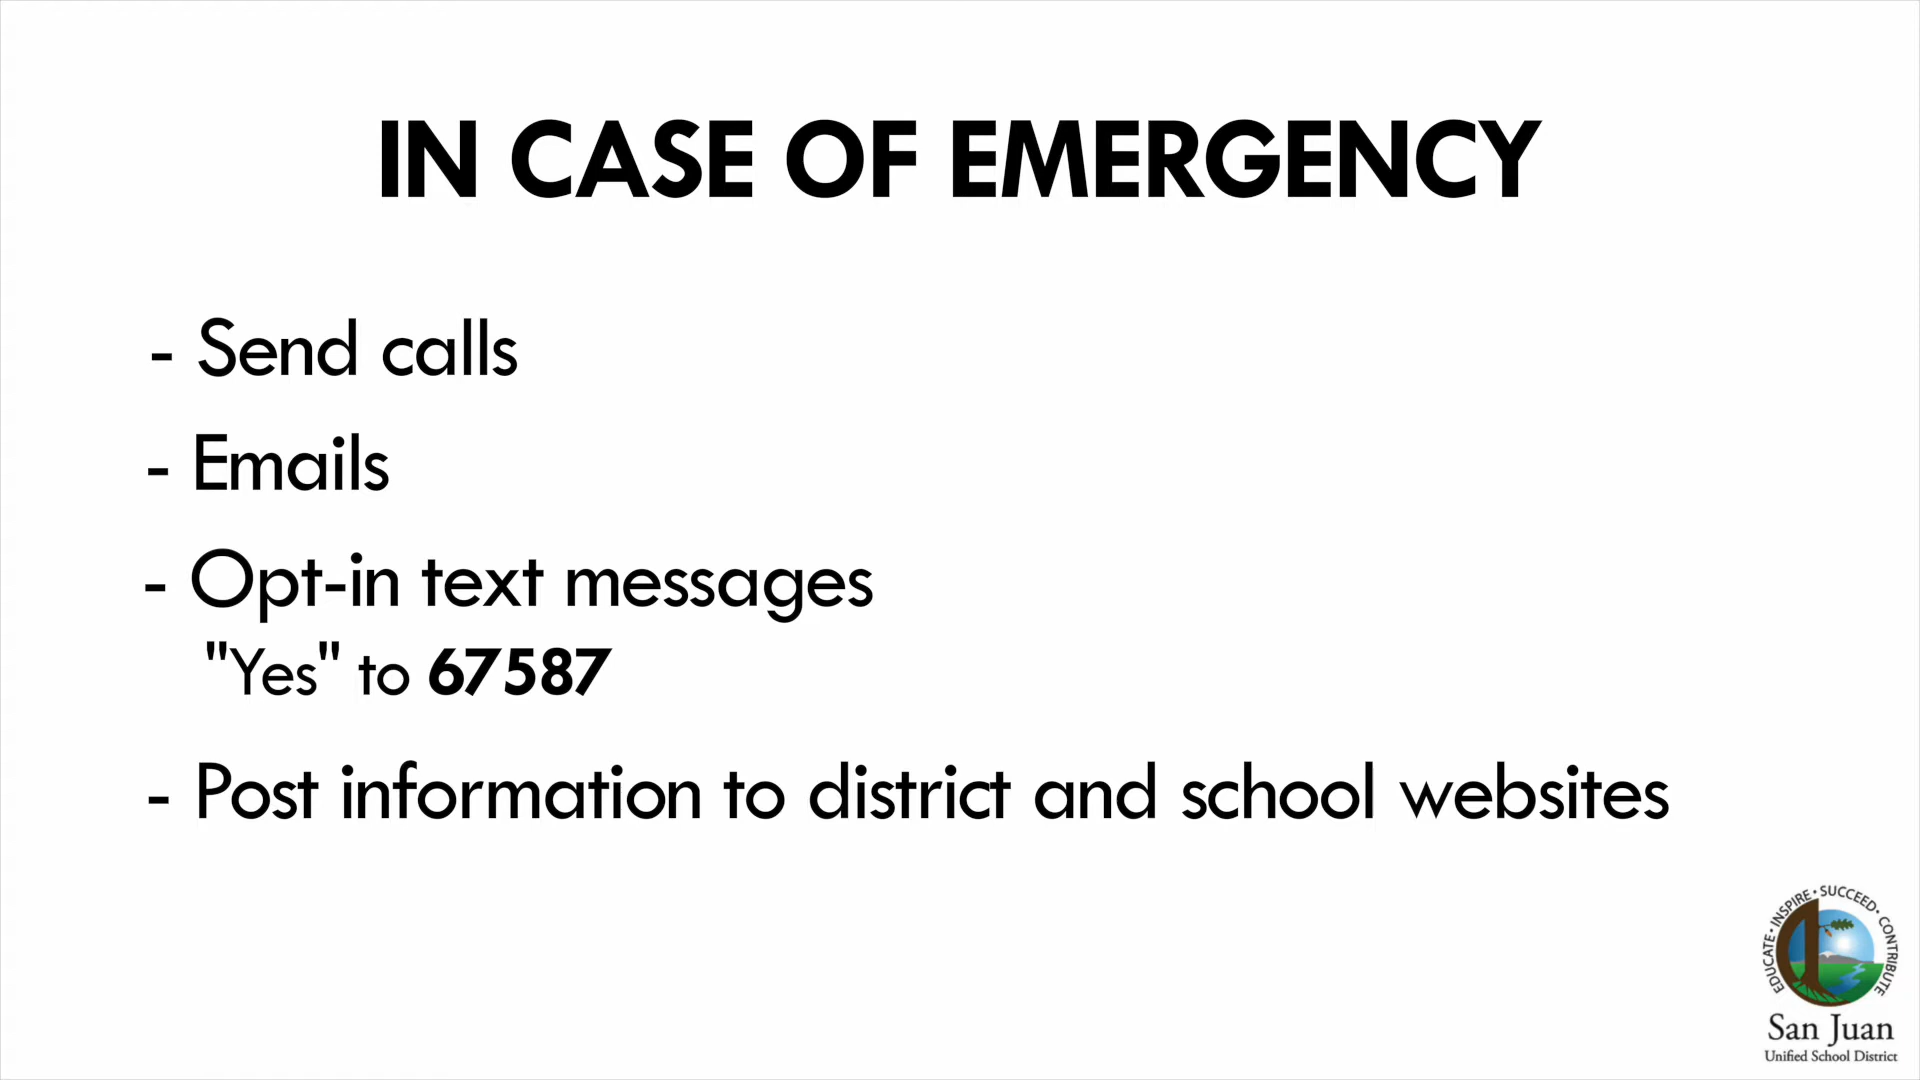 IN CASE OF EMERGENCY
- Send calls
- Emails
- Opt-in text messages
"Yes" to 67587
- Post information to district and school websites
EDUCATE • INSPIRE • SUCCEED • CONTRIBUTE
San Juan
Unified School District